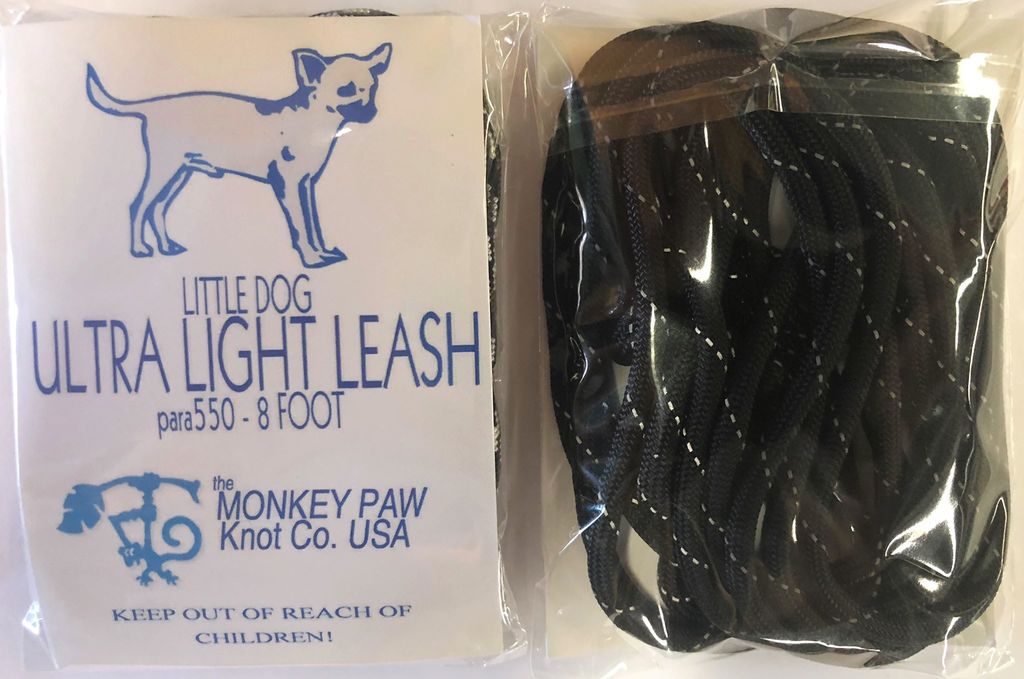 LITTLE DOG
ULTRA LIGHT LEASH
para550 - 8 FOOT
the
MONKEY PAW
Knot Co. USA
KEEP OUT OF REACH OF
CHILDREN!